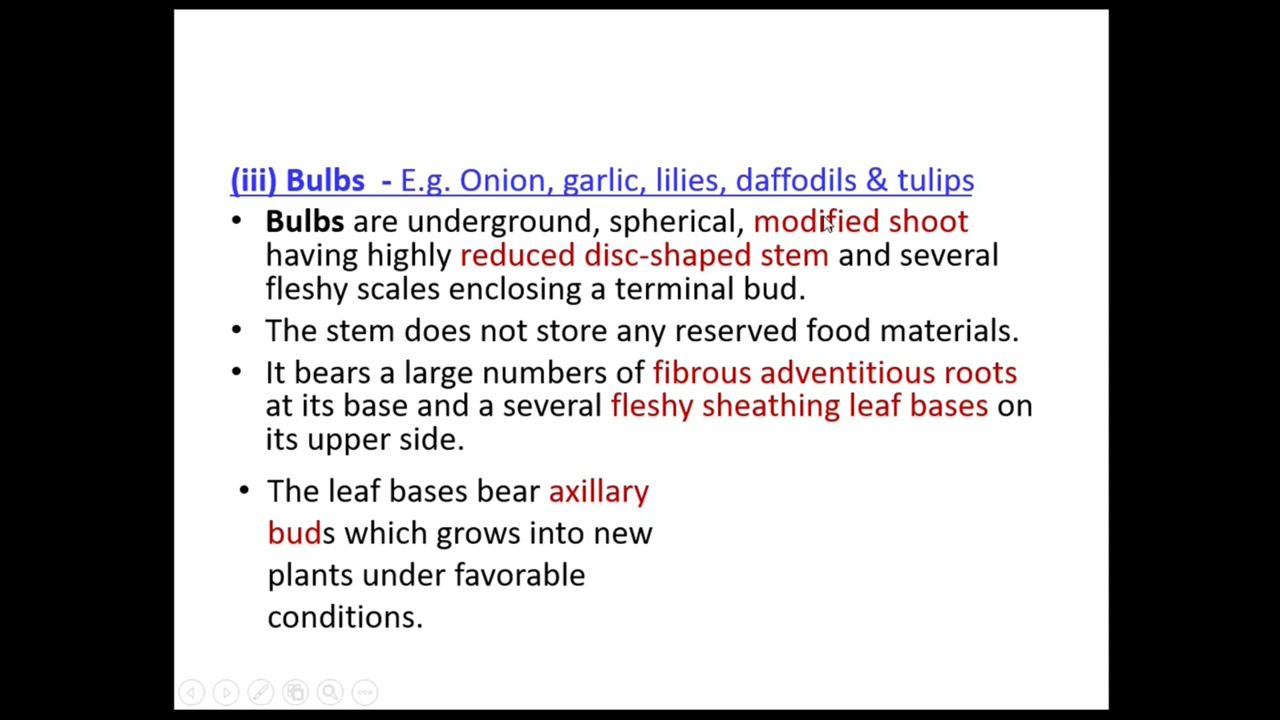 (iii) Bulbs - E.g. Onion, garlic, lilies, daffodils & tulips
• Bulbs are underground, spherical, modified shoot
having highly reduced disc-shaped stem and several
fleshy scales enclosing a terminal bud.
• The stem does not store any reserved food materials.
• It bears a large numbers of fibrous adventitious roots
at its base and a several fleshy sheathing leaf bases on
its upper side.
• The leaf bases bear axillary
buds which grows into new
plants under favorable
conditions.